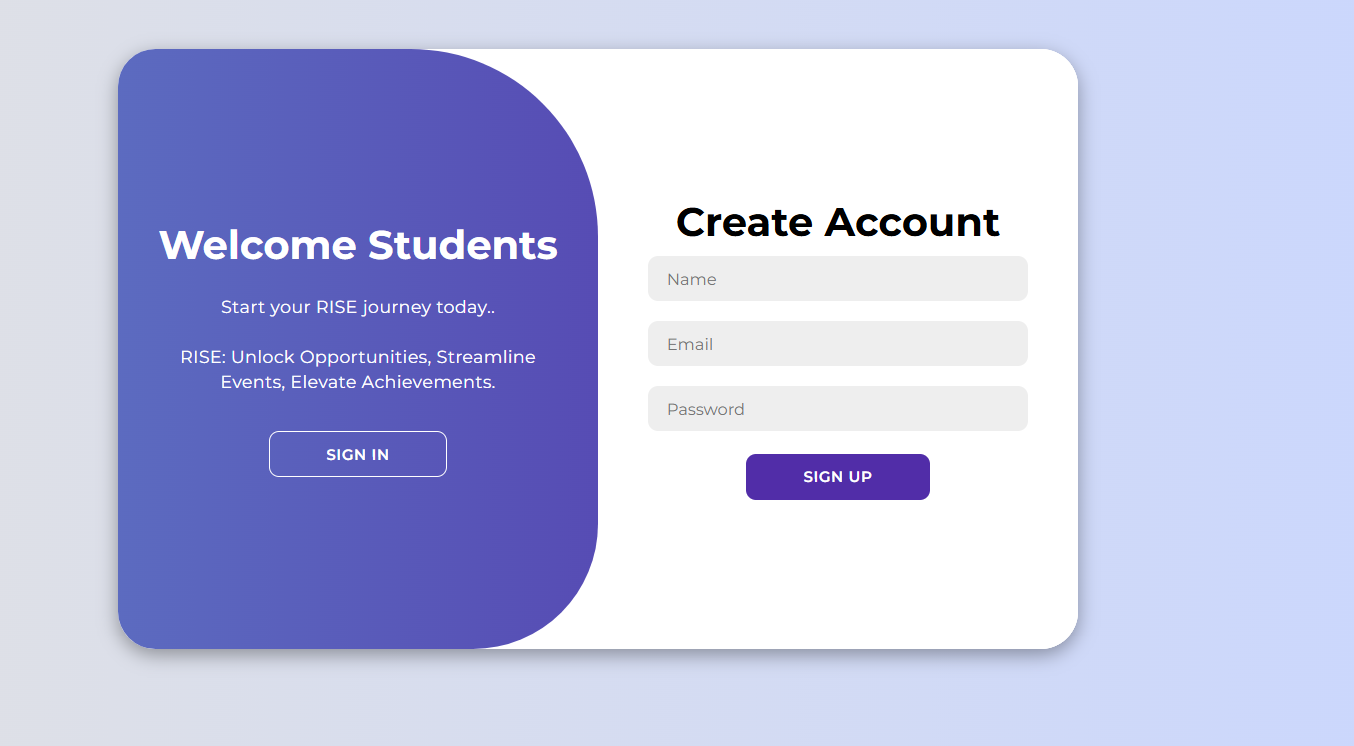 Welcome Students
Start your RISE journey today..
RISE: Unlock Opportunities, Streamline
Events, Elevate Achievements.
SIGN IN
Create Account
Name
Email
Password
SIGN UP